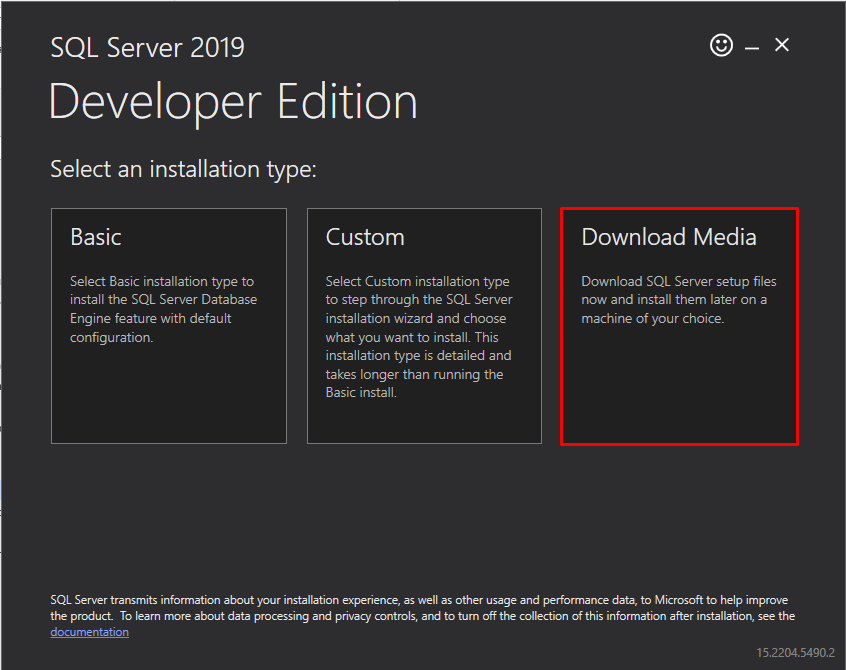 SQL Server 2019
Developer Edition
Select an installation type:
Basic
Select Basic installation type to
install the SQL Server Database
Engine feature with default
configuration.
Custom
Select Custom installation type
to step through the SQL Server
installation wizard and choose
what you want to install. This
installation type is detailed and
takes longer than running the
Basic install.
Download Media
Download SQL Server setup files
now and install them later on a
machine of your choice.
SQL Server transmits information about your installation experience, as well as other usage and performance data, to Microsoft to help improve
the product.  To learn more about data processing and privacy controls, and to turn off the collection of this information after installation, see the
documentation
15.2204.5490.2